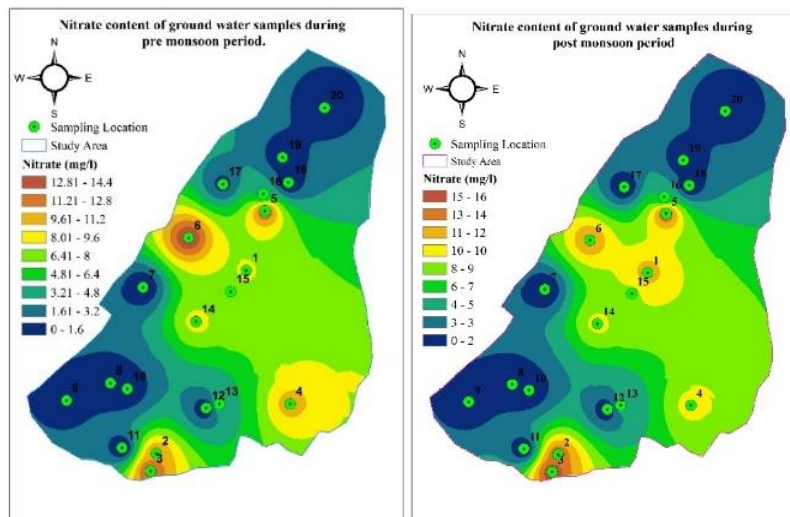 Nitrate content of ground water samples during
pre monsoon period.
N
W
E
S
Sampling Location
Study Area
Nitrate (mg/l)
12.81 - 14.4
11.21 - 12.8
9.61 - 11.2
8.01 - 9.6
6.41 - 8
4.81 - 6.4
3.21 - 4.8
1.61 - 3.2
0 - 1.6
20
19
18
17
16
5
6
1
15
7
14
8
10
9
12
13
4
11
2
3
Nitrate content of ground water samples during
post monsoon period
N
W
E
S
Sampling Location
Study Area
Nitrate (mg/l)
15 - 16
13 - 14
11 - 12
10 - 10
8 - 9
6 - 7
4 - 5
3 - 3
0 - 2
20
19
18
17
16
5
6
1
15
7
14
8
10
9
12
13
4
11
2
3